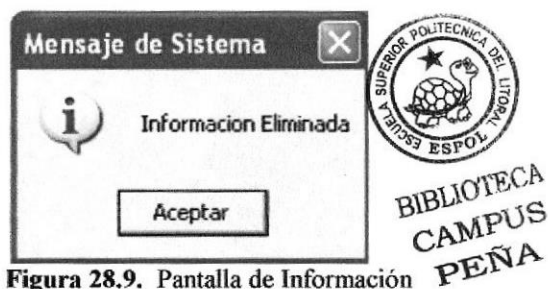 Mensaje de Sistema
Informacion Eliminada
Aceptar
ESCUELA SUPERIOR POLITECNICA DEL LITORAL
ESPOL
BIBLIOTECA
CAMPUS
PEÑA
Figura 28.9. Pantalla de Información